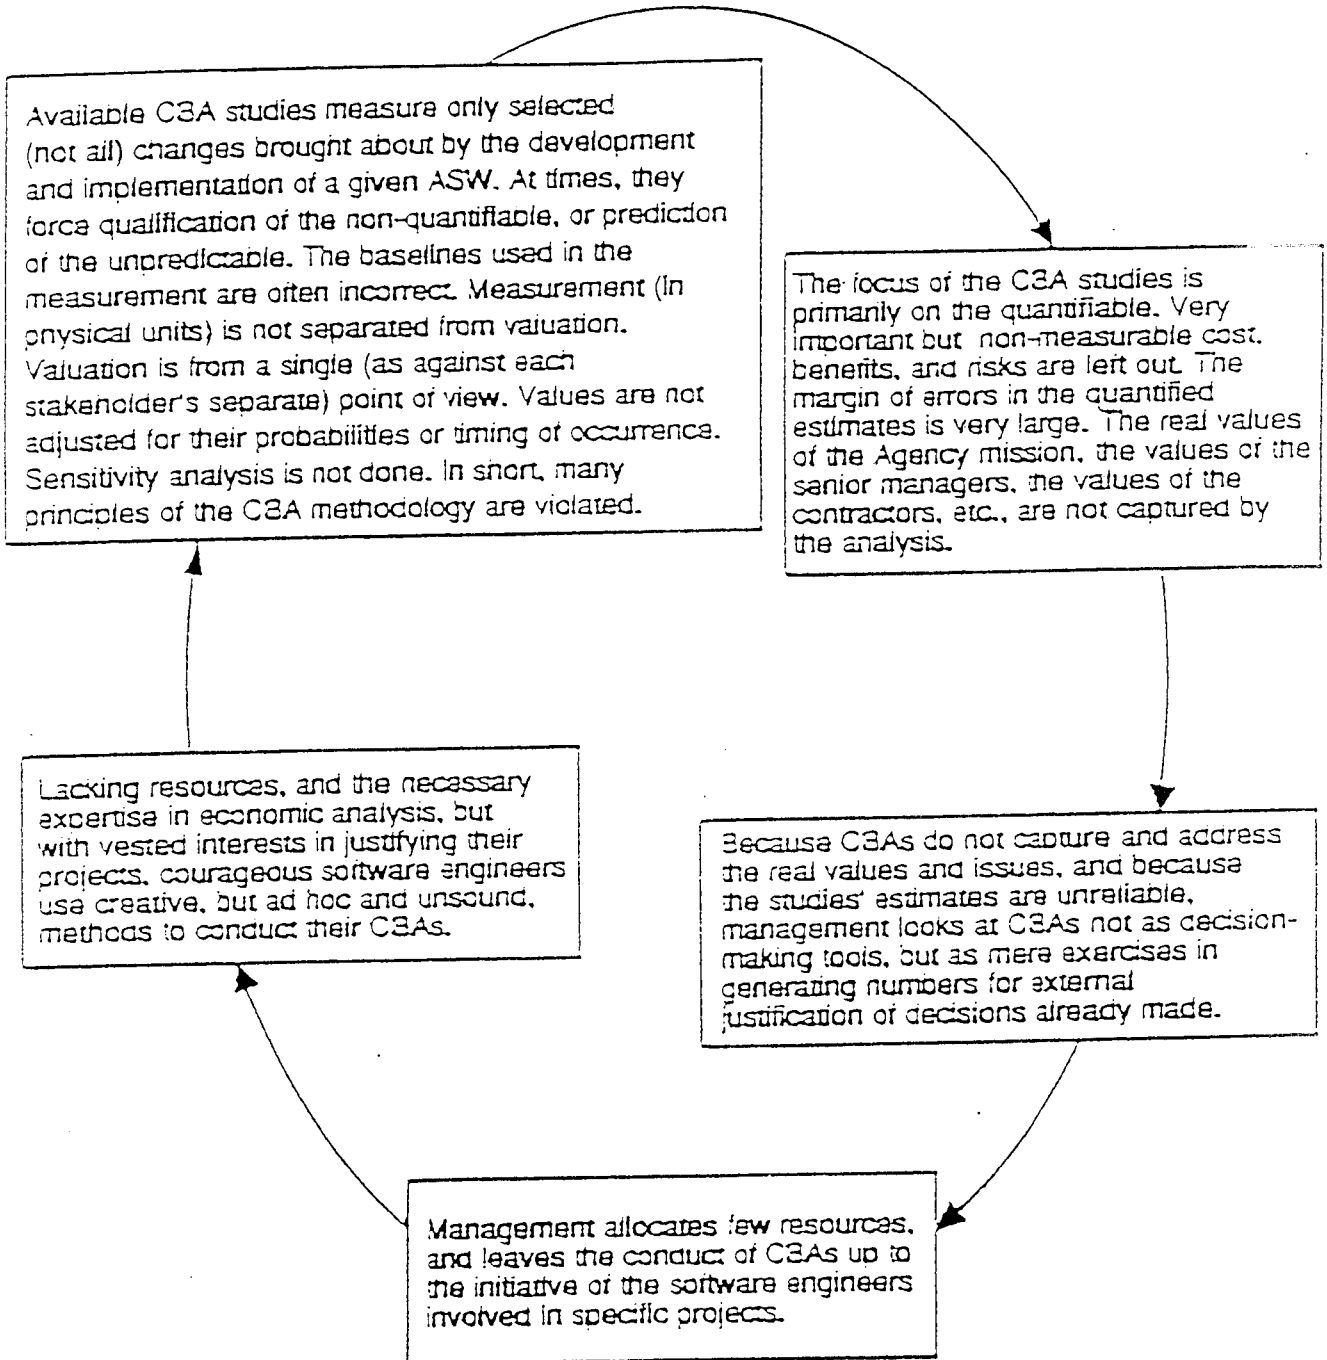 Available CBA studies measure only selected
(not all) changes brought about by the development
and implementation of a given ASW. At times, they
force qualification of the non-quantifiable, or prediction
of the unpredictable. The baselines used in the
measurement are often incorrect. Measurement (in
physical units) is not separated from valuation.
Valuation is from a single (as against each
stakeholder's separate) point of view. Values are not
adjusted for their probabilities or timing of occurrence.
Sensitivity analysis is not done. In short, many
principles of the CBA methodology are violated.
The focus of the CBA studies is
primarily on the quantifiable. Very
important but non-measurable cost,
benefits, and risks are left out. The
margin of errors in the quantified
estimates is very large. The real values
of the Agency mission, the values of the
senior managers, the values of the
contractors, etc., are not captured by
the analysis.
Because CBAs do not capture and address
the real values and issues, and because
the studies' estimates are unreliable,
management looks at CBAs not as decision-
making tools, but as mere exercises in
generating numbers for external
justification of decisions already made.
Management allocates few resources,
and leaves the conduct of CBAs up to
the initiative of the software engineers
involved in specific projects.
Lacking resources, and the necessary
expertise in economic analysis, but
with vested interests in justifying their
projects, courageous software engineers
use creative, but ad hoc and unsound,
methods to conduct their CBAs.